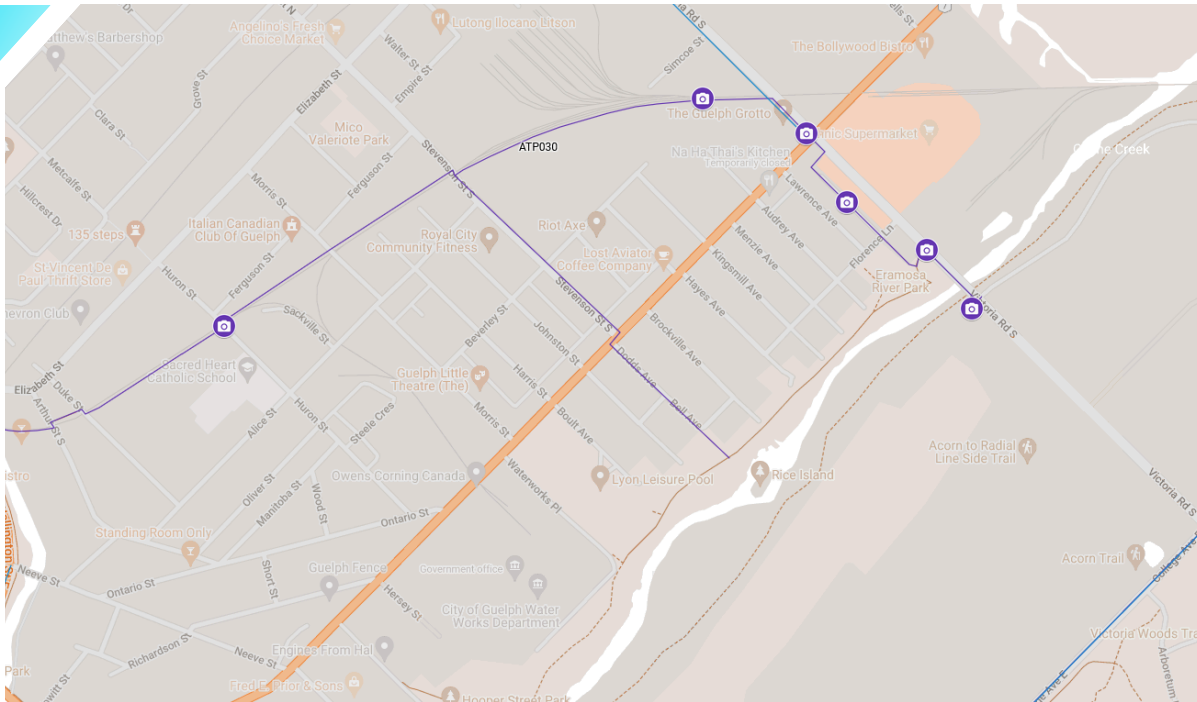 Angelino's Fresh
Choice Market
Lutong Ilocano Litson
Rd S
The Bollywood Bistro
Matthew's Barbershop
Walter St
Empire St
Simcoe St
Grove St
Elizabeth St
The Guelph Grotto
Clara St
Mico
Valeriote Park
ATP030
Stevenson St S
Na Ha Thai's Kitchen
Temporarily closed
Supermarket
Creek
Metcalfe St
Ferguson St
Morris St
Lawrence Ave
Hillcrest Dr
Audrey Ave
135 steps
Italian Canadian
Club Of Guelph
Royal City
Community Fitness
Riot Axe
Menzie Ave
Florence Ln
St Vincent De
Paul Thrift Store
Huron St
Ferguson St
Lost Aviator
Coffee Company
Kingsmill Ave
Eramosa
River Park
Hayes Ave
Stevenson St S
Sackville St
Beverley St
Johnston St
Brockville Ave
Victoria Rd S
Sacred Heart
Catholic School
Elizabeth St
Duke St
Arthur St S
Guelph Little
Theatre (The)
Harris St
Dodds Ave
Bell Ave
Huron St
Alice St
Steele Cres
Morris St
Boult Ave
Acorn to Radial
Line Side Trail
Owens Corning Canada
Waterworks Pl
Lyon Leisure Pool
Rice Island
Victoria Rd S
Oliver St
Manitoba St
Wood St
Ontario St
Standing Room Only
Acorn Trail
College Ave E
Neeve St
Ontario St
Short St
Guelph Fence
Government office
Hersey St
City of Guelph Water
Works Department
Victoria Woods Tra
Richardson St
Neeve St
Engines From Hal
Park
Fred E. Prior & Sons
Hooper Street Park
Arboretum
Ave E